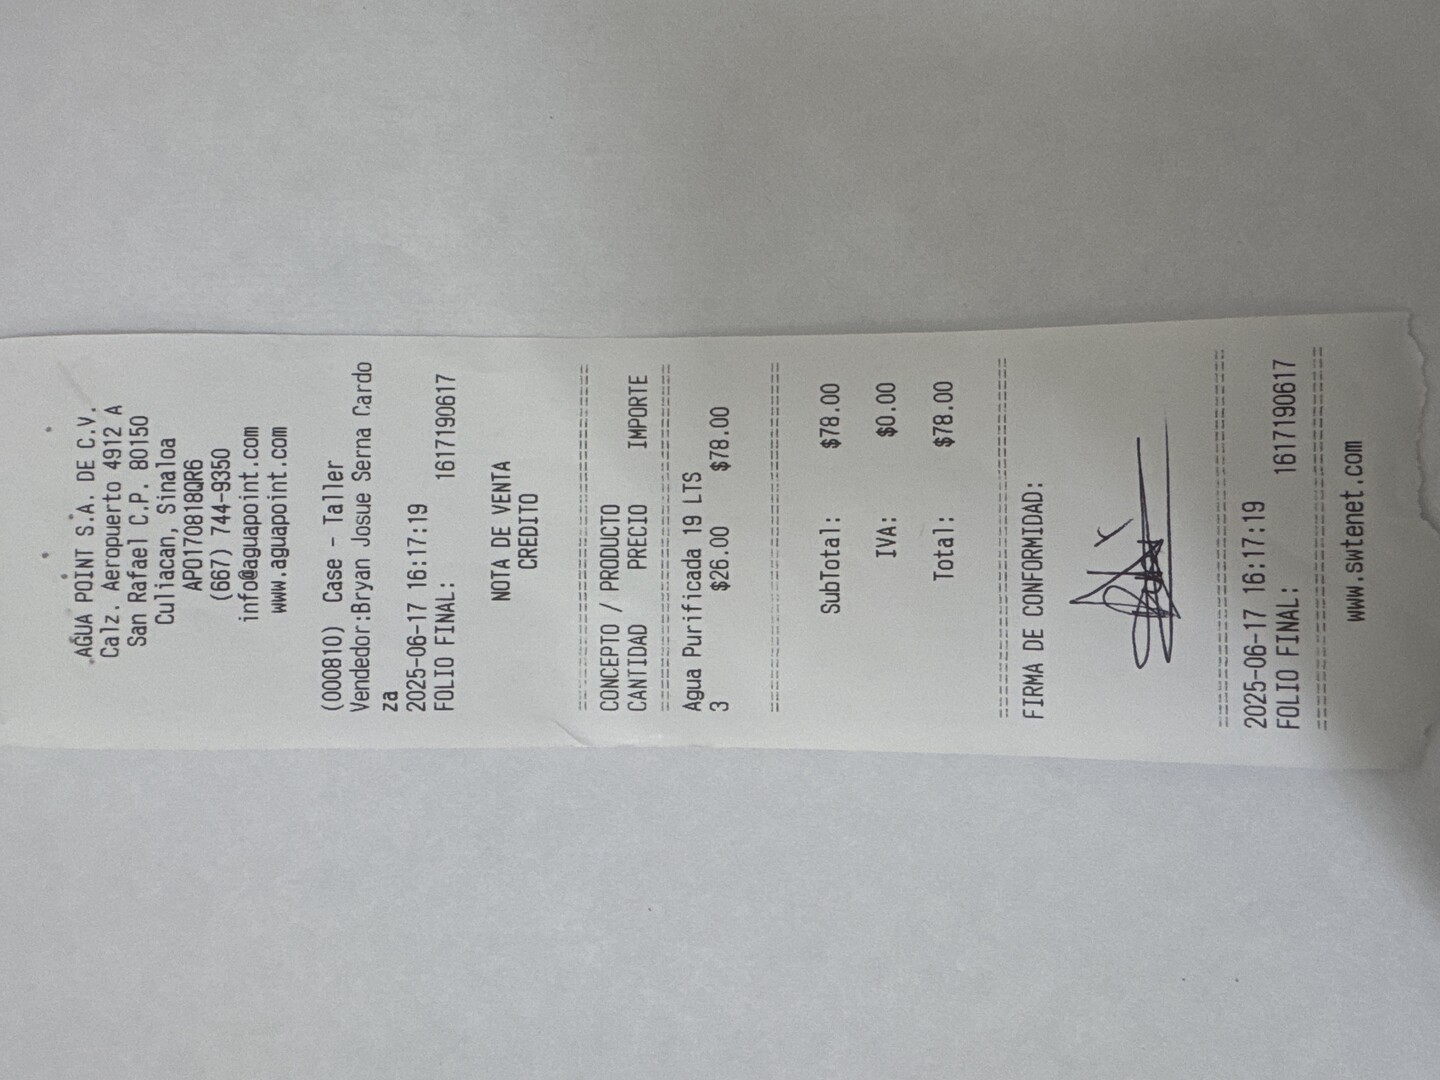 AGUA POINT S.A. DE C.V.
Calz. Aeropuerto 4912 A
San Rafael C.P. 80150
Culiacan, Sinaloa
APO170818QR6
(667) 744-9350
info@aguapoint.com
www.aguapoint.com
(000810) Case - Taller
Vendedor:Bryan Josue Serna Cardo
za
2025-06-17 16:17:19
FOLIO FINAL: 1617190617
NOTA DE VENTA
CREDITO
================================
CONCEPTO / PRODUCTO
CANTIDAD PRECIO IMPORTE
================================
Agua Purificada 19 LTS
3 $26.00 $78.00
================================
SubTotal: $78.00
IVA: $0.00
Total: $78.00
================================
FIRMA DE CONFORMIDAD:
================================
2025-06-17 16:17:19
FOLIO FINAL: 1617190617
================================
www.swtenet.com